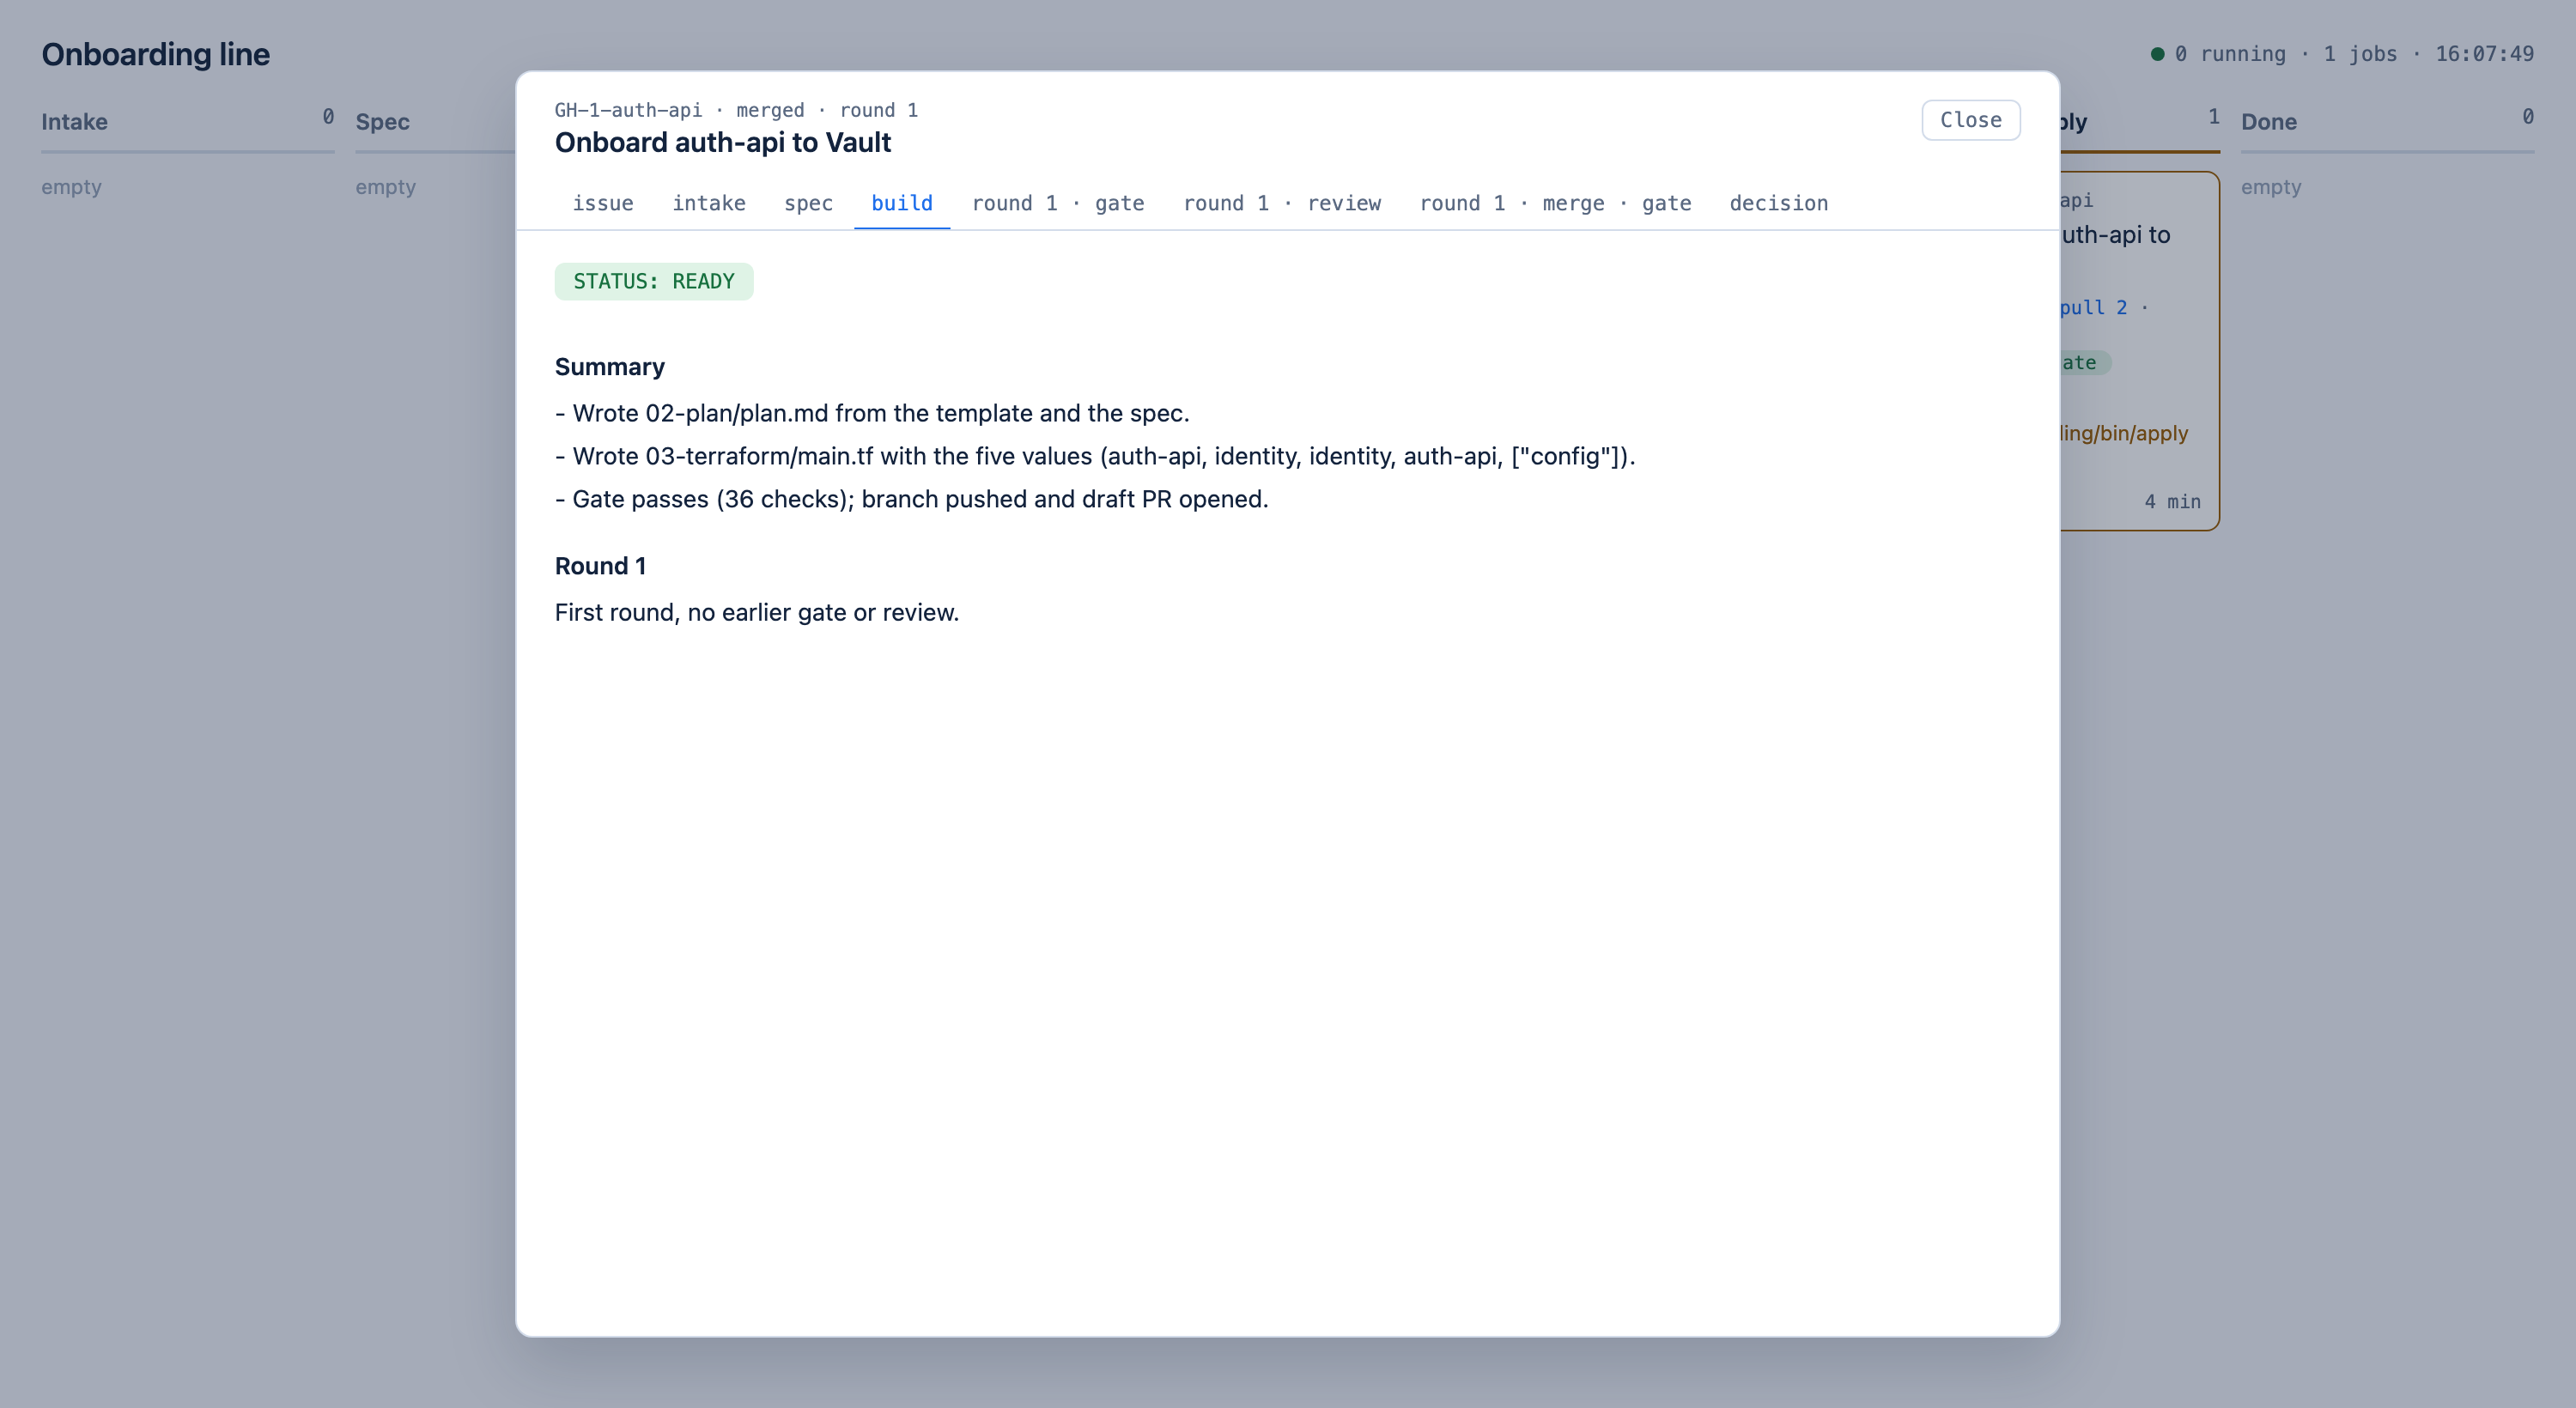 Onboarding line
0 running · 1 jobs · 16:07:49
Intake 0
Spec
1
Done 0
empty
empty
empty
GH-1-auth-api · merged · round 1
Onboard auth-api to Vault
Close
issue intake spec build round 1 · gate round 1 · review round 1 · merge · gate decision
STATUS: READY
Summary
- Wrote 02-plan/plan.md from the template and the spec.
- Wrote 03-terraform/main.tf with the five values (auth-api, identity, identity, auth-api, ["config"]).
- Gate passes (36 checks); branch pushed and draft PR opened.
Round 1
First round, no earlier gate or review.
api
uth-api to
pull 2 ·
ate
ling/bin/apply
4 min